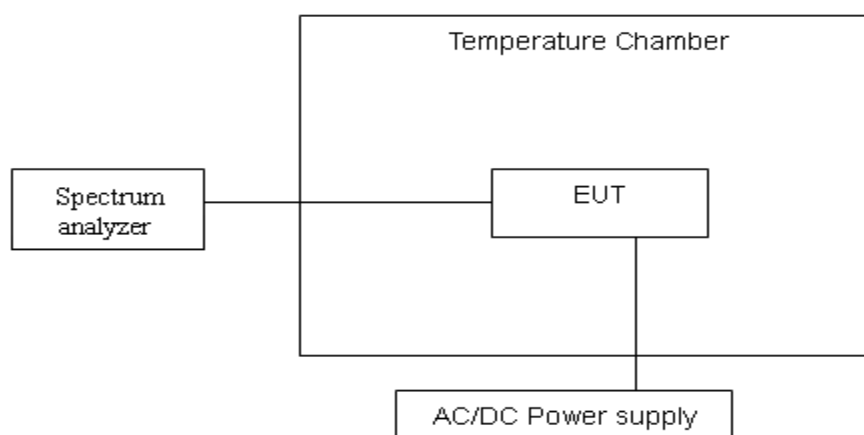 Temperature Chamber
Spectrum
analyzer
EUT
AC/DC Power supply